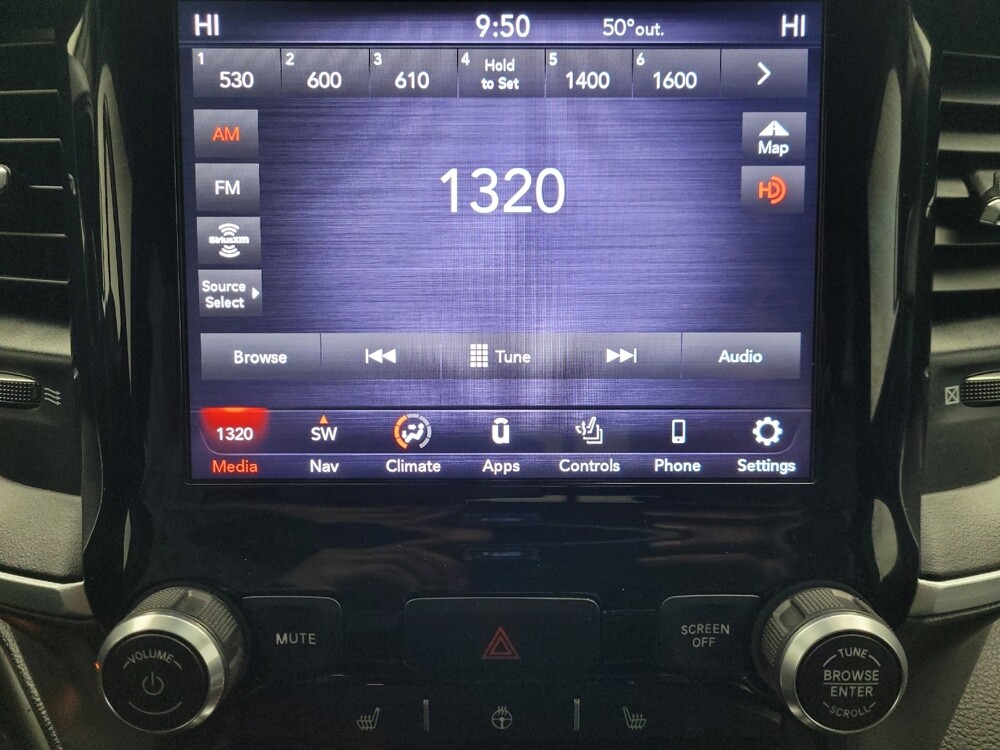 HI 9:50 50°out. HI
1 530 2 600 3 610 4 Hold to Set 5 1400 6 1600
AM
Map
FM
1320
HD
SiriusXM
Source
Select
Browse Tune Audio
1320 SW
Media Nav Climate Apps Controls Phone Settings
VOLUME
MUTE
SCREEN
OFF
TUNE
BROWSE
ENTER
SCROLL